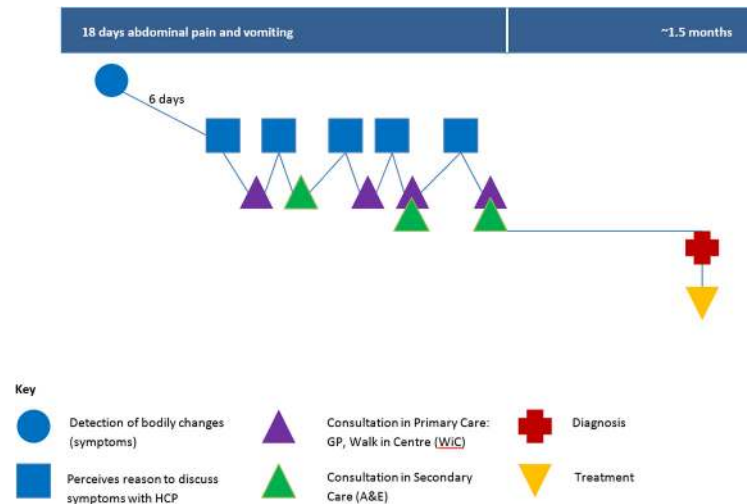 18 days abdominal pain and vomiting
~1.5 months
6 days
Key
Detection of bodily changes
(symptoms)
Consultation in Primary Care:
GP, Walk in Centre (WiC)
Diagnosis
Perceives reason to discuss
symptoms with HCP
Consultation in Secondary
Care (A&E)
Treatment